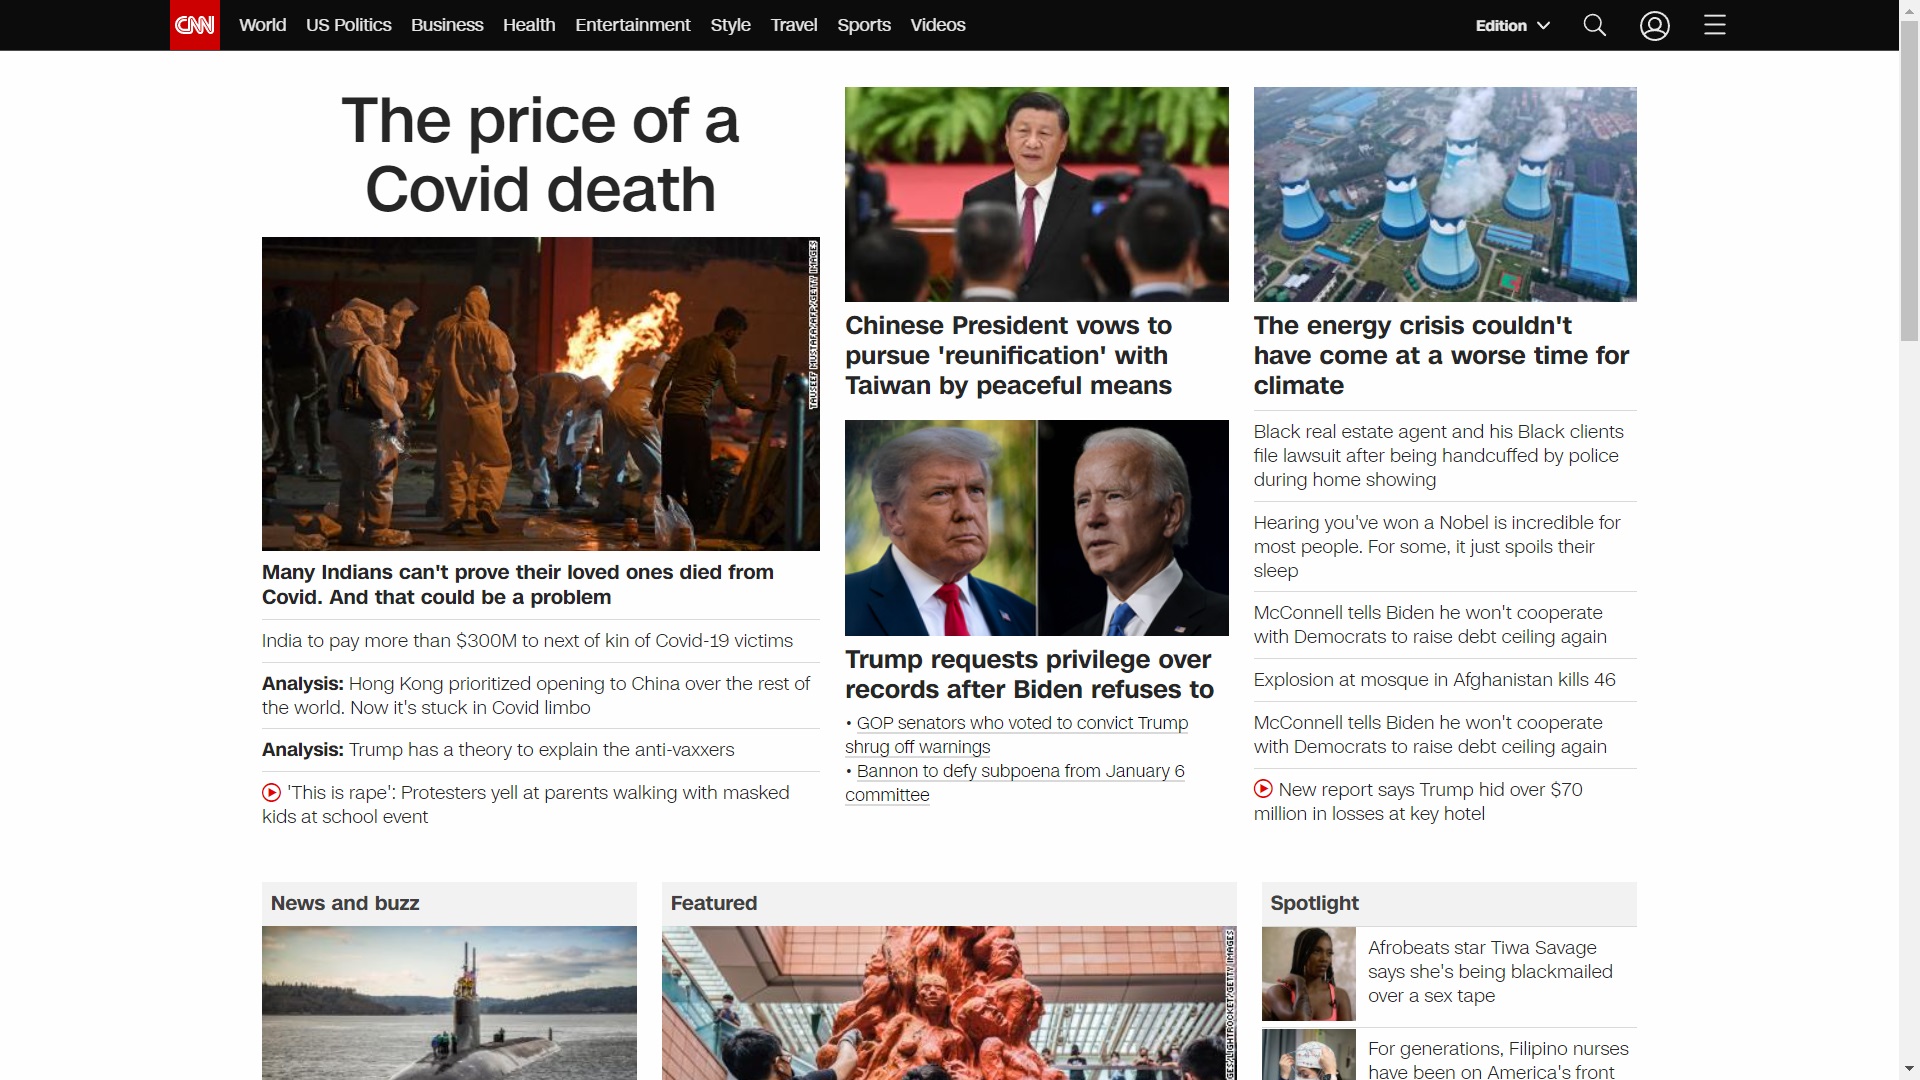 CNN
World
US Politics
Business
Health
Entertainment
Style
Travel
Sports
Videos
Edition
The price of a
Covid death
TAUSEEF MUSTAFA/AFP/GETTY IMAGES
Many Indians can't prove their loved ones died from
Covid. And that could be a problem
India to pay more than $300M to next of kin of Covid-19 victims
Analysis: Hong Kong prioritized opening to China over the rest of
the world. Now it's stuck in Covid limbo
Analysis: Trump has a theory to explain the anti-vaxxers
'This is rape': Protesters yell at parents walking with masked
kids at school event
Chinese President vows to
pursue 'reunification' with
Taiwan by peaceful means
Trump requests privilege over
records after Biden refuses to
• GOP senators who voted to convict Trump
shrug off warnings
• Bannon to defy subpoena from January 6
committee
The energy crisis couldn't
have come at a worse time for
climate
Black real estate agent and his Black clients
file lawsuit after being handcuffed by police
during home showing
Hearing you've won a Nobel is incredible for
most people. For some, it just spoils their
sleep
McConnell tells Biden he won't cooperate
with Democrats to raise debt ceiling again
Explosion at mosque in Afghanistan kills 46
McConnell tells Biden he won't cooperate
with Democrats to raise debt ceiling again
New report says Trump hid over $70
million in losses at key hotel
News and buzz
Featured
GES/LIGHTROCKET/GETTY IMAGES
Spotlight
Afrobeats star Tiwa Savage
says she's being blackmailed
over a sex tape
For generations, Filipino nurses
have been on America's front